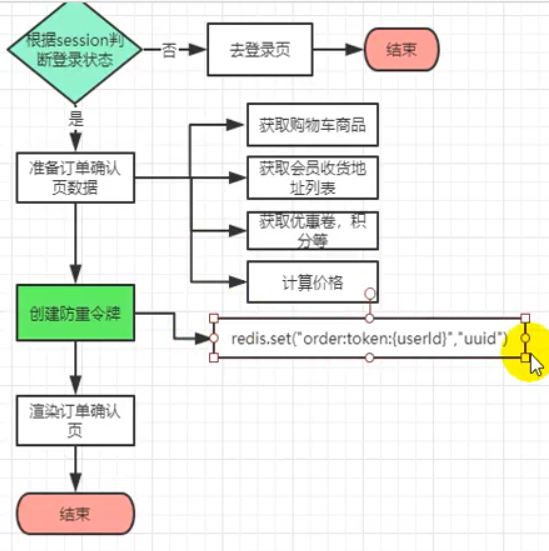 根据session判
断登录状态
否
去登录页
结束
是
获取购物车商品
准备订单确认
页数据
获取会员收货地
址列表
获取优惠卷，积
分等
计算价格
创建防重令牌
redis.set("order:token:{userId}","uuid")
渲染订单确认
页
结束